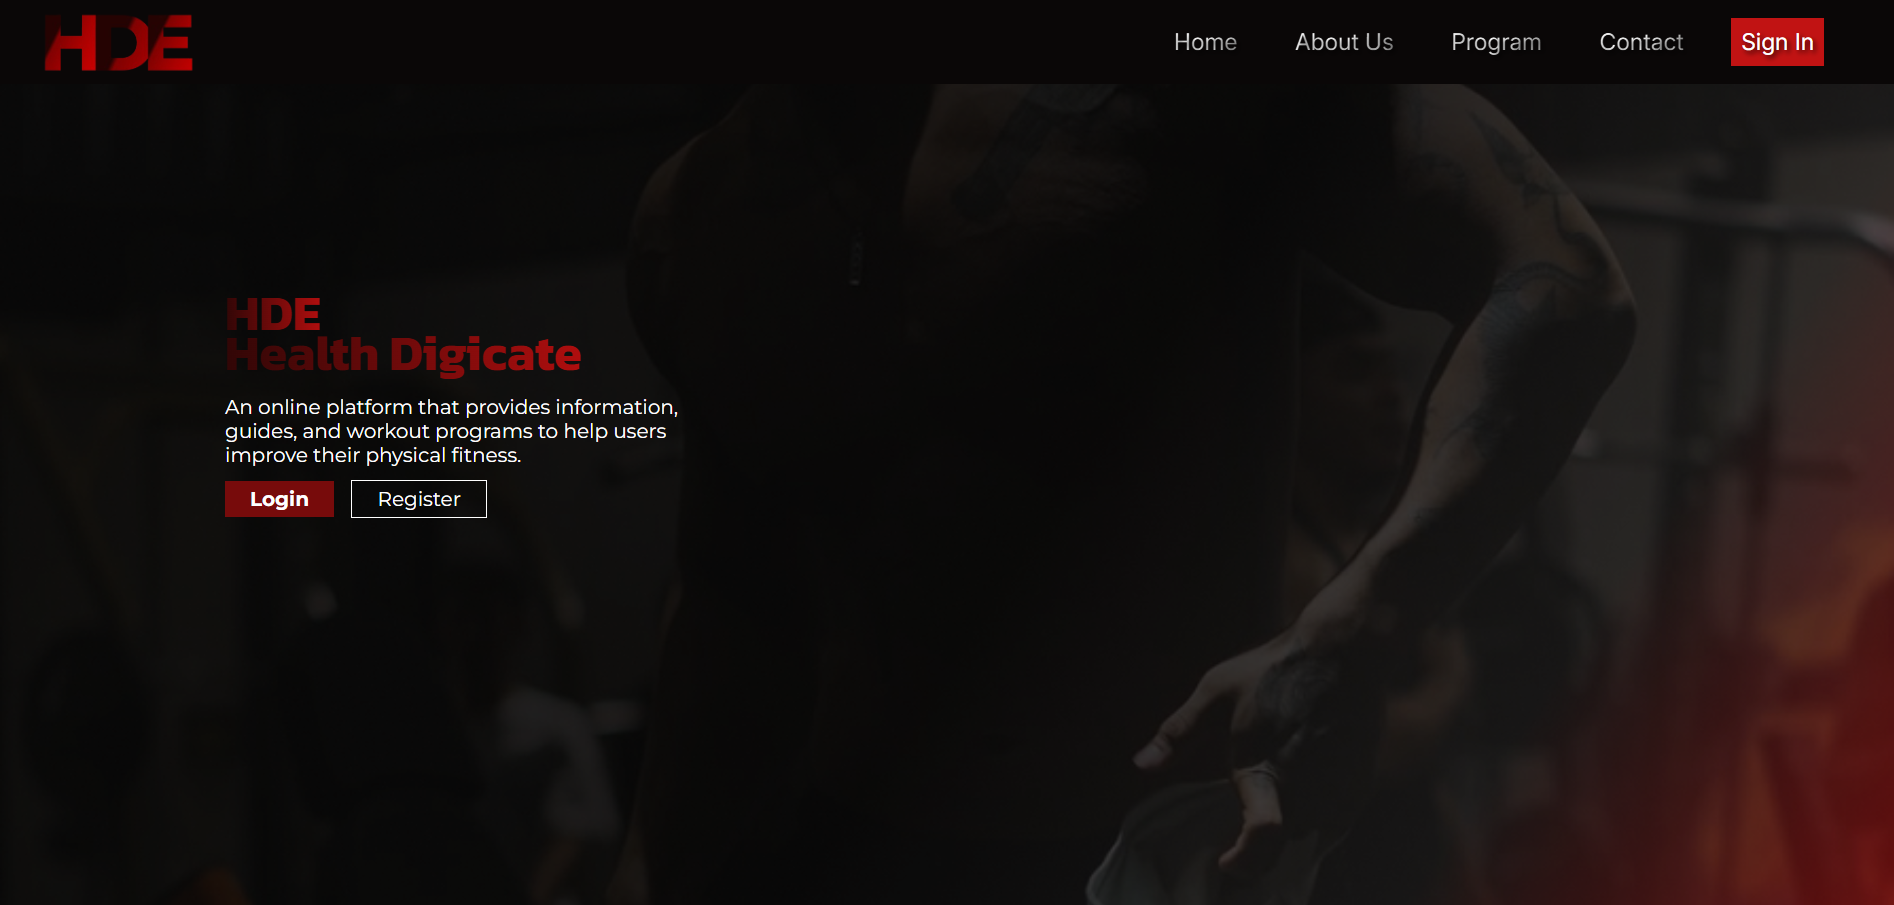 HDE
Home About Us Program Contact Sign In
HDE
Health Digicate
An online platform that provides information,
guides, and workout programs to help users
improve their physical fitness.
Login Register